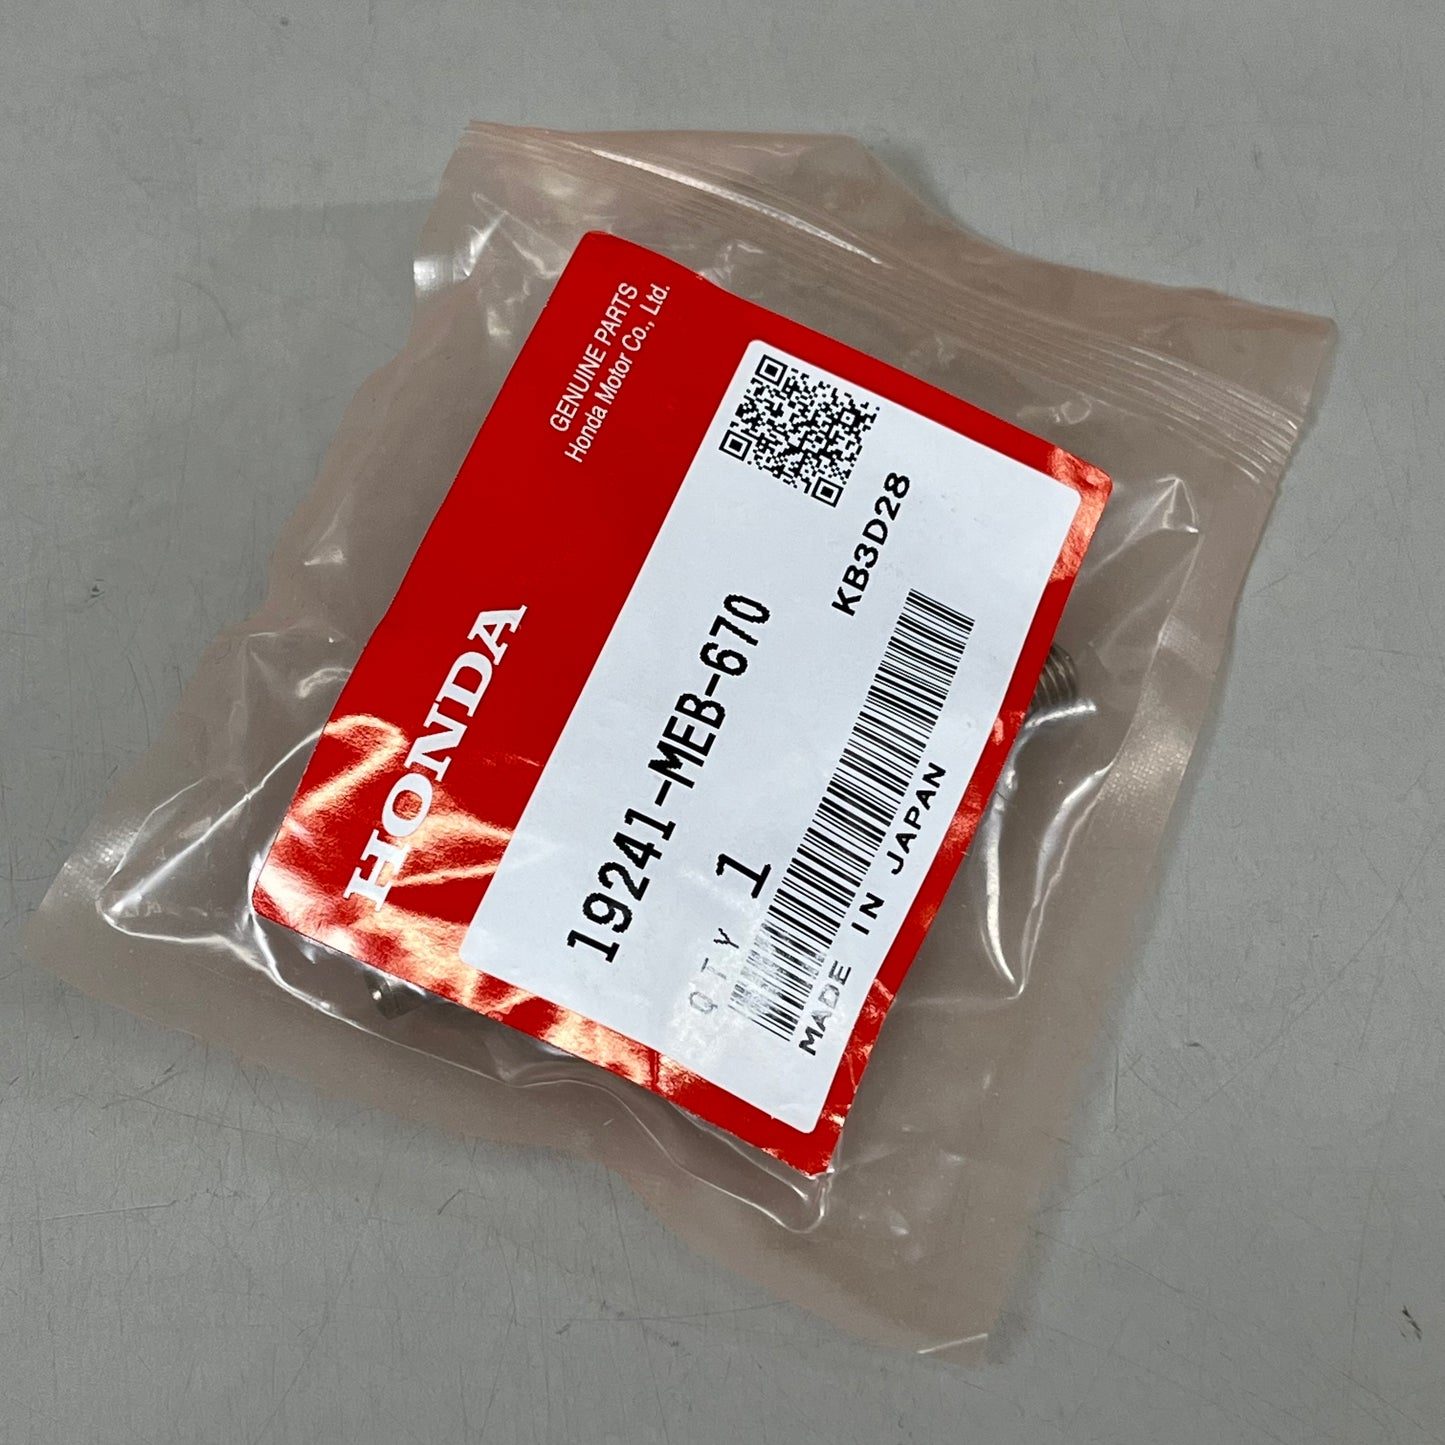 GENUINE PARTS
Honda Motor Co., Ltd.
HONDA
19241-MEB-670
QTY 1
KB3D28
MADE IN JAPAN